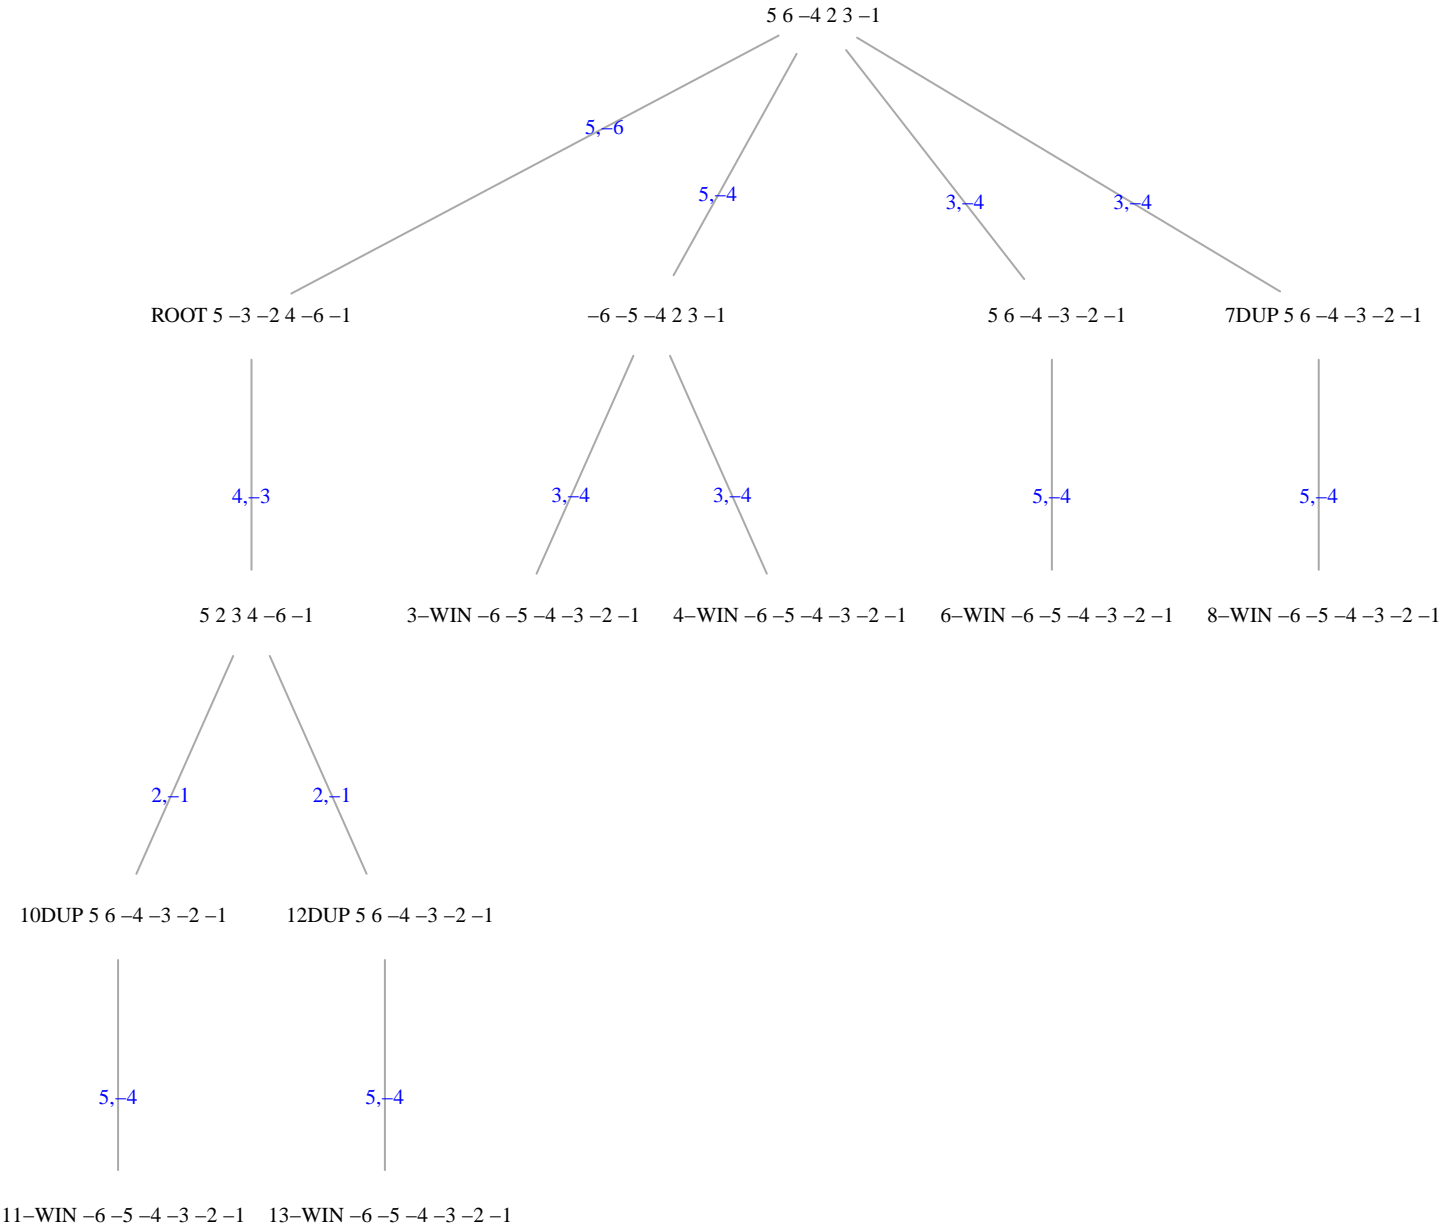 5 6 –4 2 3 –1
5,–6
5,–4
3,–4
3,–4
ROOT 5 –3 –2 4 –6 –1
–6 –5 –4 2 3 –1
5 6 –4 –3 –2 –1
7DUP 5 6 –4 –3 –2 –1
4,–3
3,–4
3,–4
5,–4
5,–4
5 2 3 4 –6 –1
3–WIN –6 –5 –4 –3 –2 –1
4–WIN –6 –5 –4 –3 –2 –1
6–WIN –6 –5 –4 –3 –2 –1
8–WIN –6 –5 –4 –3 –2 –1
2,–1
2,–1
10DUP 5 6 –4 –3 –2 –1
12DUP 5 6 –4 –3 –2 –1
5,–4
5,–4
11–WIN –6 –5 –4 –3 –2 –1
13–WIN –6 –5 –4 –3 –2 –1